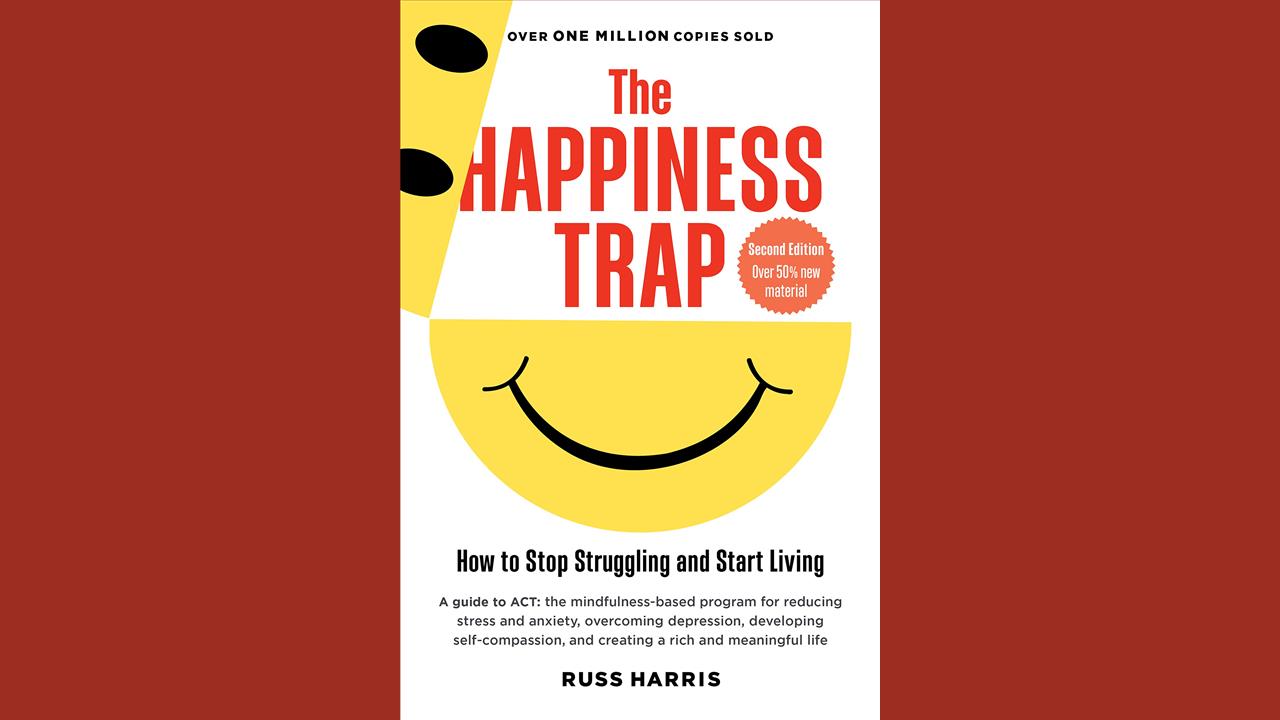 OVER ONE MILLION COPIES SOLD
The
HAPPINESS
TRAP
Second Edition
Over 50% new
material
How to Stop Struggling and Start Living
A guide to ACT: the mindfulness-based program for reducing
stress and anxiety, overcoming depression, developing
self-compassion, and creating a rich and meaningful life
RUSS HARRIS